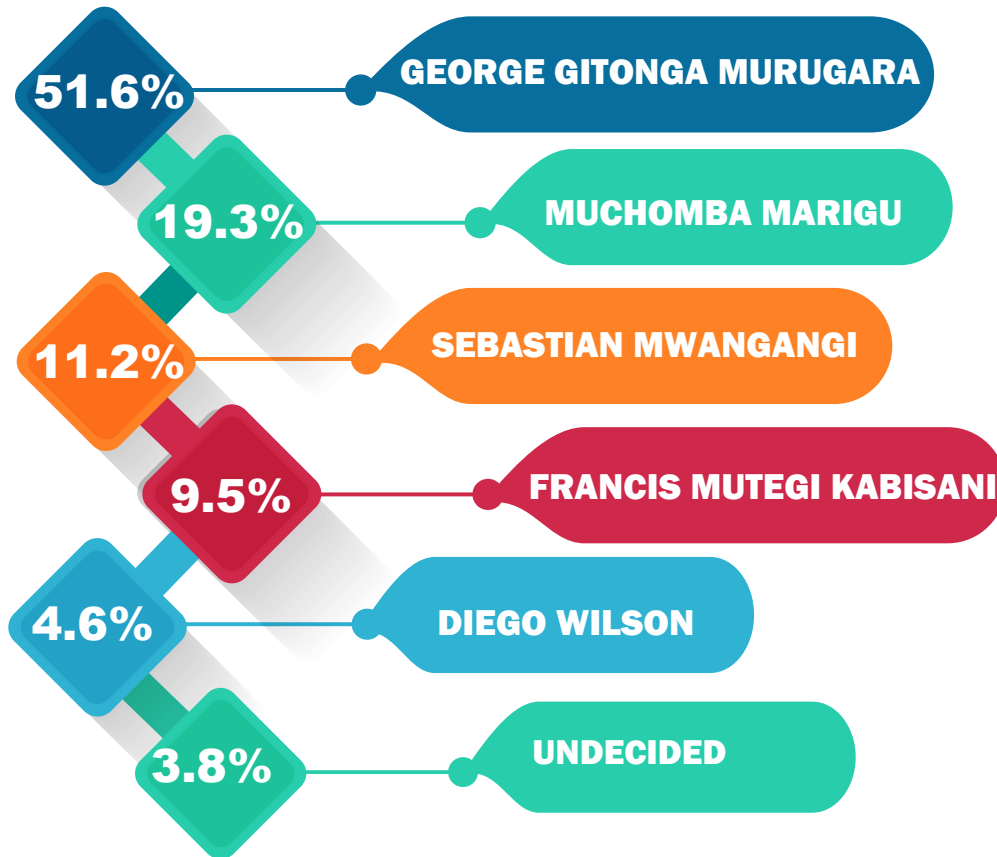 51.6%
GEORGE GITONGA MURUGARA
19.3%
MUCHOMBA MARIGU
11.2%
SEBASTIAN MWANGANGI
9.5%
FRANCIS MUTEGI KABISANI
4.6%
DIEGO WILSON
3.8%
UNDECIDED